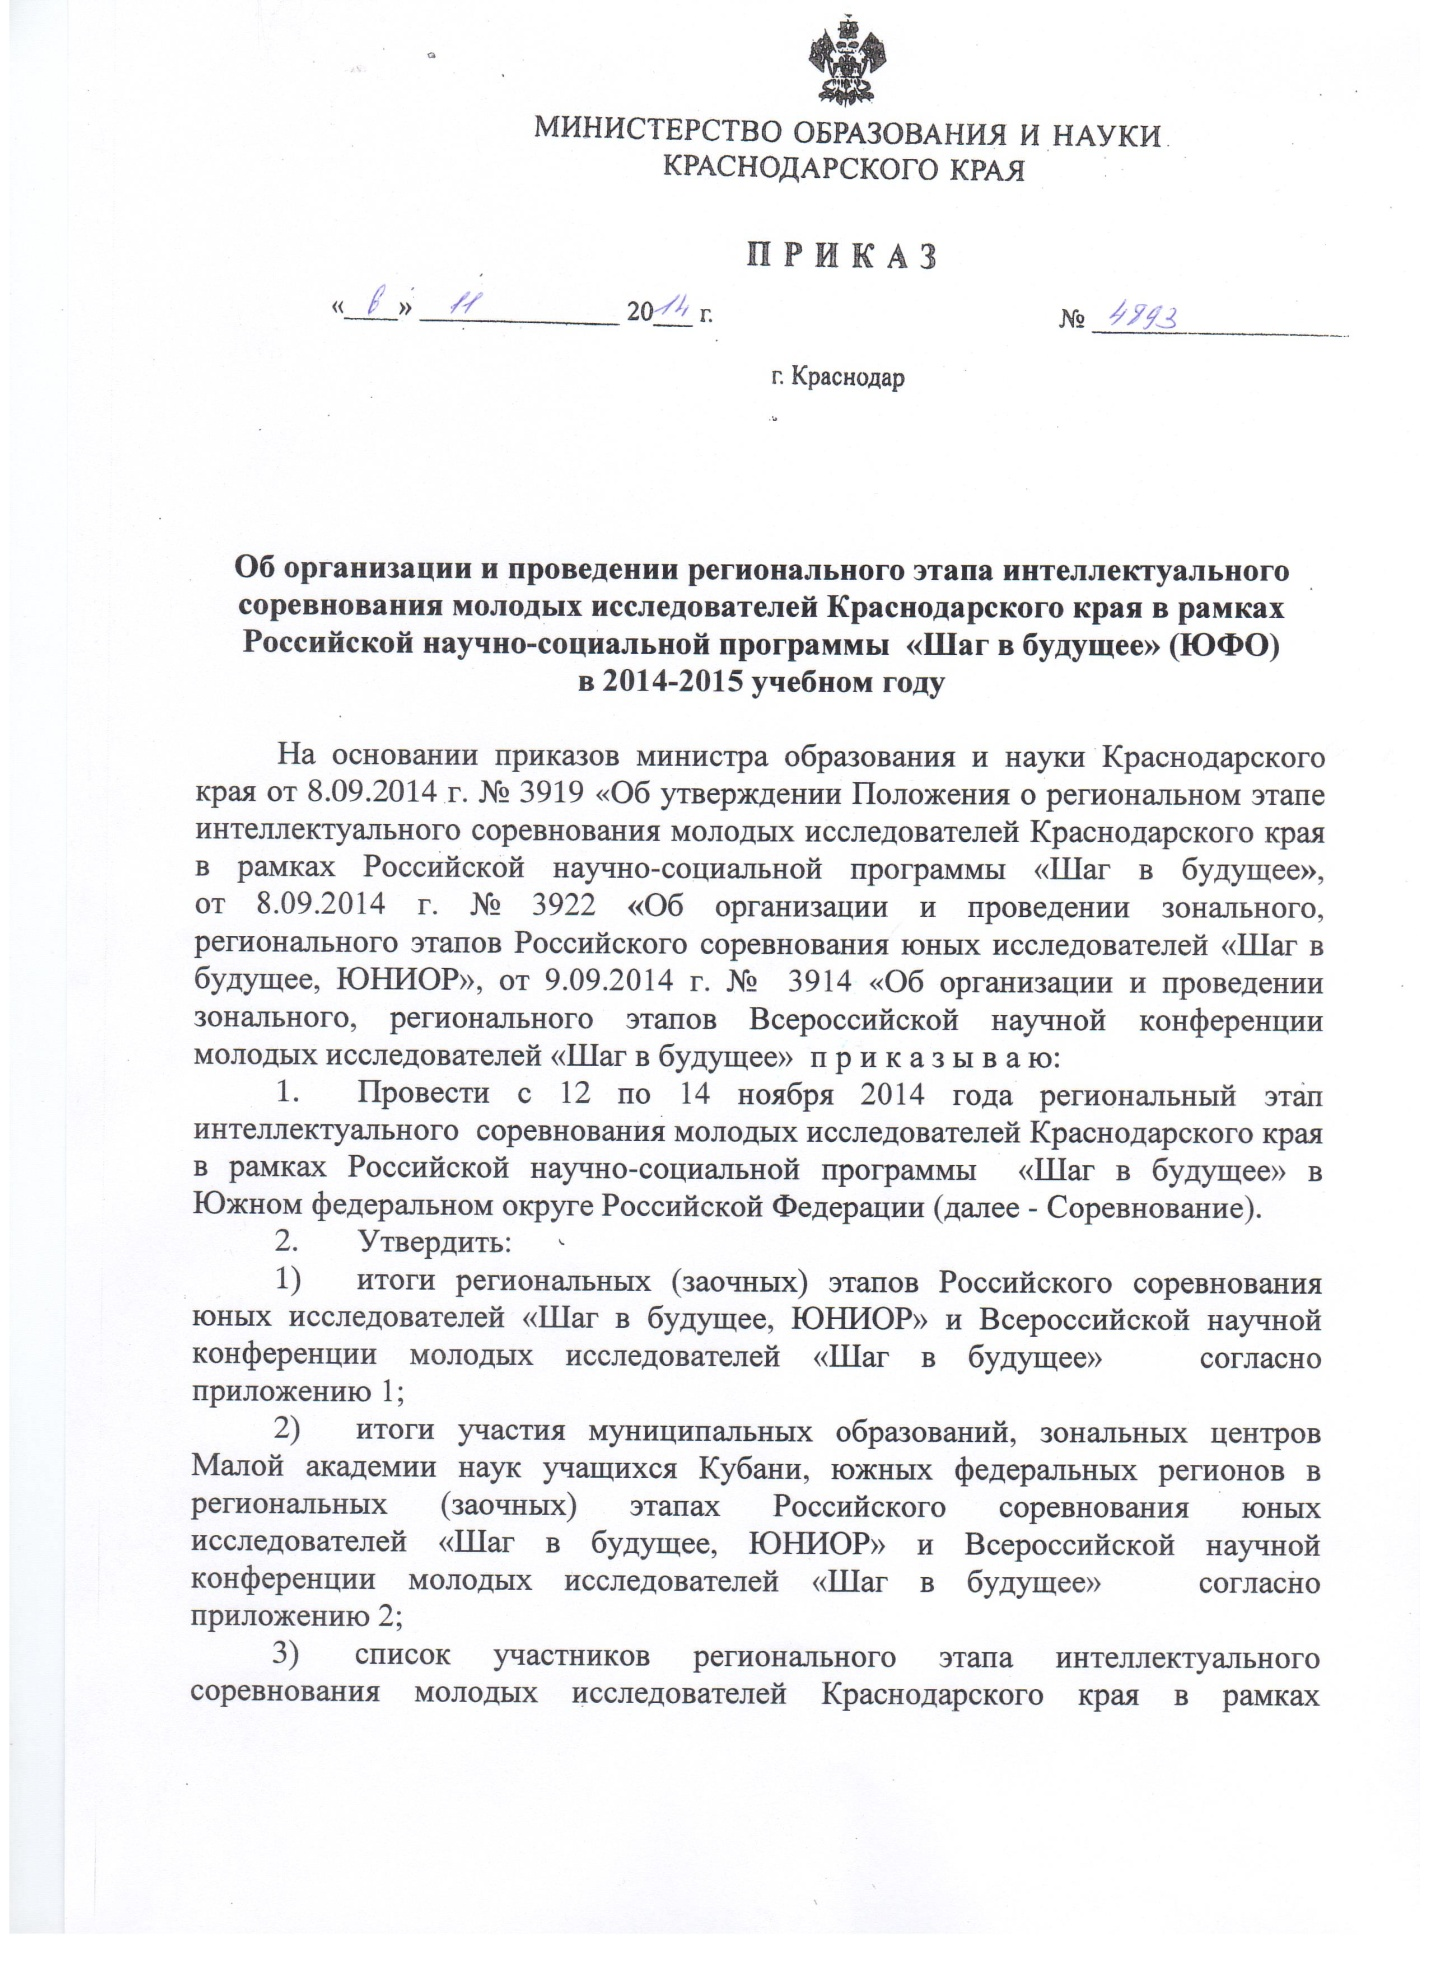 МИНИСТЕРСТВО ОБРАЗОВАНИЯ И НАУКИ
КРАСНОДАРСКОГО КРАЯ
П Р И К А З
« 6 » 11 2014 г. № 4893
г. Краснодар
Об организации и проведении регионального этапа интеллектуального
соревнования молодых исследователей Краснодарского края в рамках
Российской научно-социальной программы «Шаг в будущее» (ЮФО)
в 2014-2015 учебном году
На основании приказов министра образования и науки Краснодарского
края от 8.09.2014 г. № 3919 «Об утверждении Положения о региональном этапе
интеллектуального соревнования молодых исследователей Краснодарского края
в рамках Российской научно-социальной программы «Шаг в будущее»,
от 8.09.2014 г. № 3922 «Об организации и проведении зонального,
регионального этапов Российского соревнования юных исследователей «Шаг в
будущее, ЮНИОР», от 9.09.2014 г. № 3914 «Об организации и проведении
зонального, регионального этапов Всероссийской научной конференции
молодых исследователей «Шаг в будущее» п р и к а з ы в а ю:
1. Провести с 12 по 14 ноября 2014 года региональный этап
интеллектуального соревнования молодых исследователей Краснодарского края
в рамках Российской научно-социальной программы «Шаг в будущее» в
Южном федеральном округе Российской Федерации (далее - Соревнование).
2. Утвердить:
1) итоги региональных (заочных) этапов Российского соревнования
юных исследователей «Шаг в будущее, ЮНИОР» и Всероссийской научной
конференции молодых исследователей «Шаг в будущее» согласно
приложению 1;
2) итоги участия муниципальных образований, зональных центров
Малой академии наук учащихся Кубани, южных федеральных регионов в
региональных (заочных) этапах Российского соревнования юных
исследователей «Шаг в будущее, ЮНИОР» и Всероссийской научной
конференции молодых исследователей «Шаг в будущее» согласно
приложению 2;
3) список участников регионального этапа интеллектуального
соревнования молодых исследователей Краснодарского края в рамках